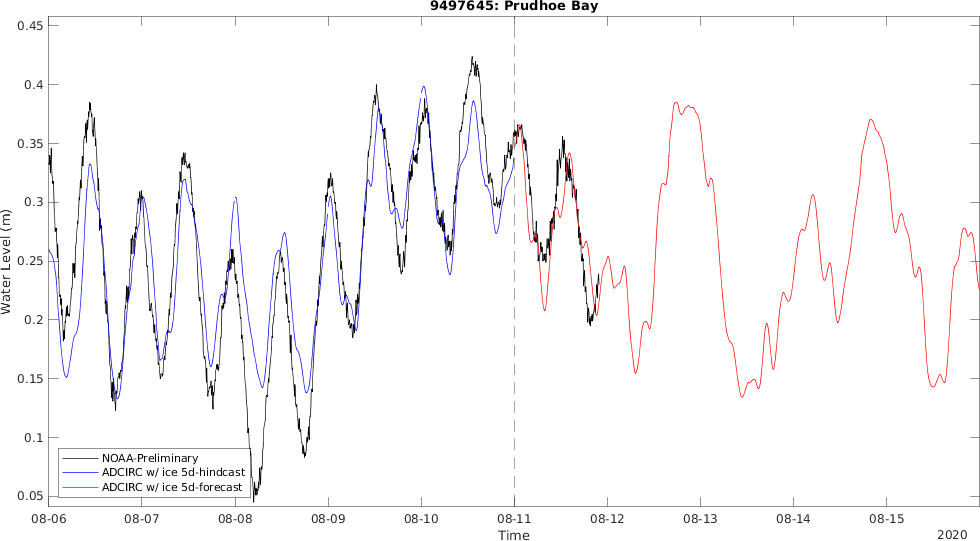 9497645: Prudhoe Bay
0.45
0.4
0.35
0.3
0.25
0.2
0.15
0.1
0.05
Water Level (m)
NOAA-Preliminary
ADCIRC w/ ice 5d-hindcast
ADCIRC w/ ice 5d-forecast
08-06 08-07 08-08 08-09 08-10 08-11 08-12 08-13 08-14 08-15
Time
2020